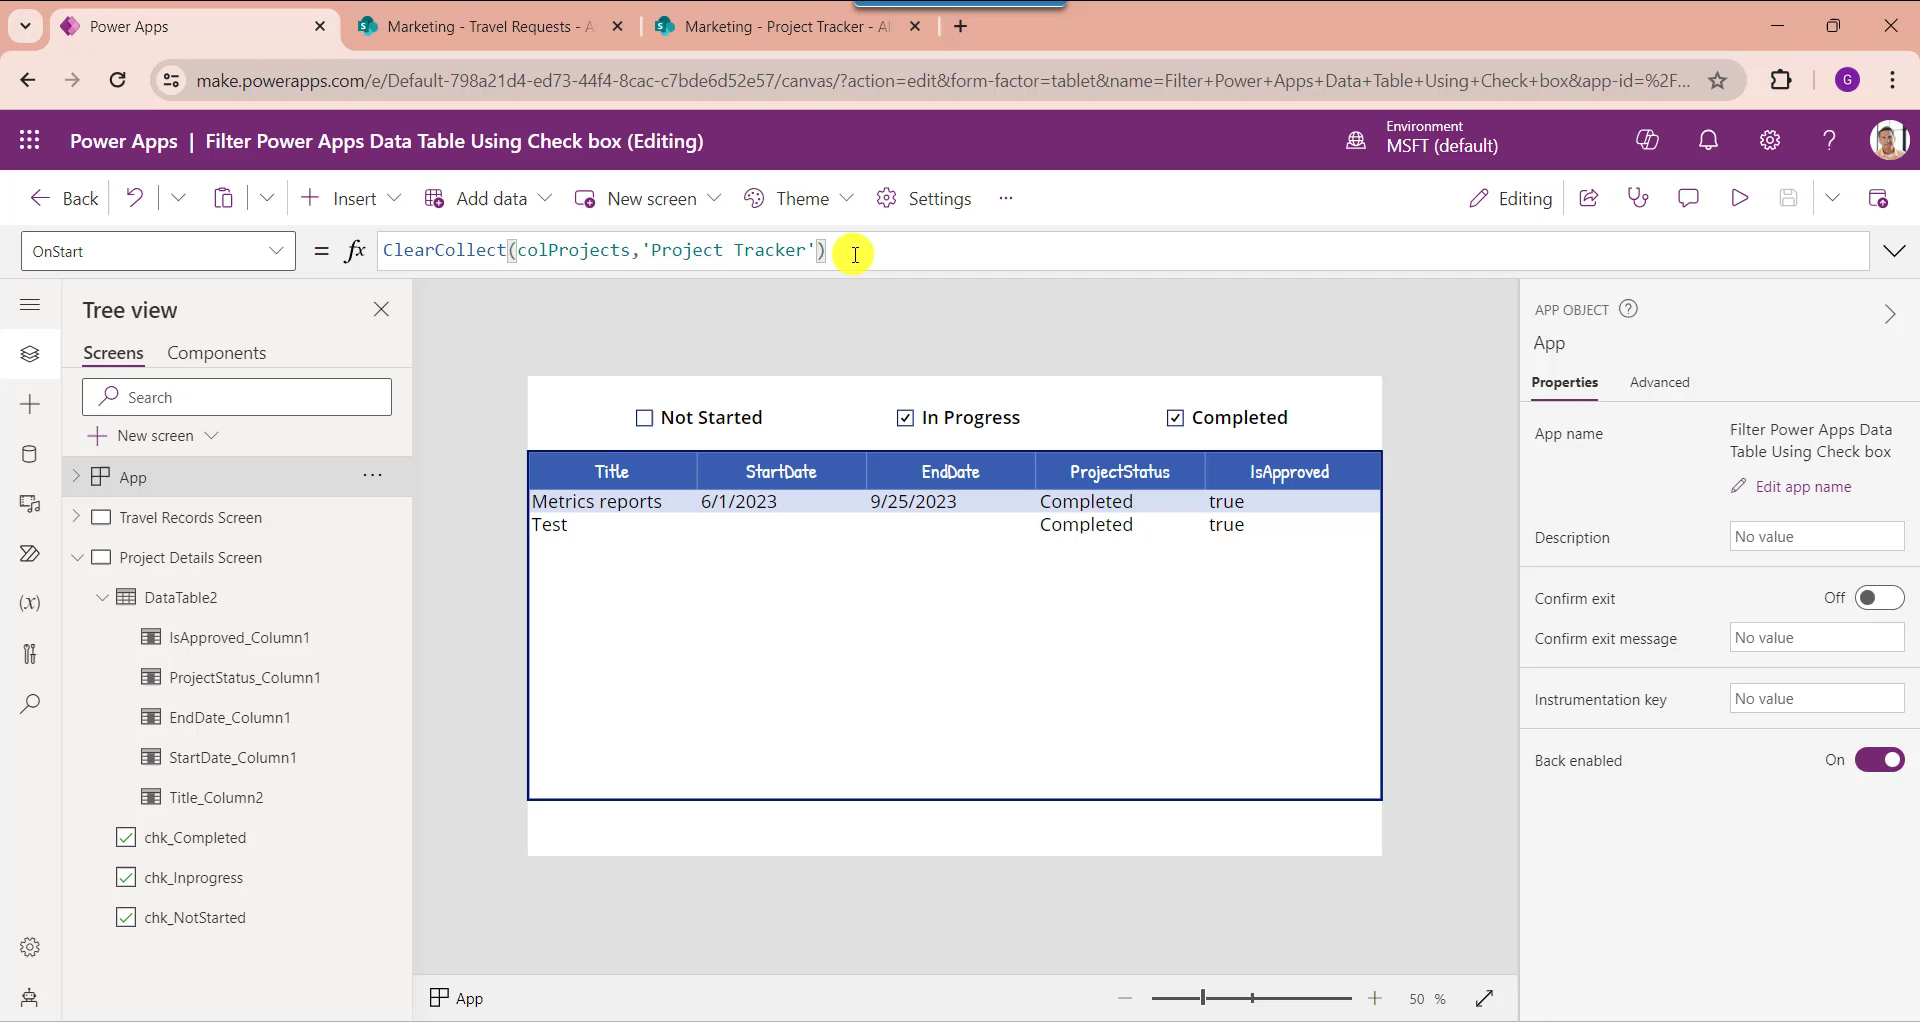 Power Apps
Marketing - Travel Requests - A
Marketing - Project Tracker - Al
make.powerapps.com/e/Default-798a21d4-ed73-44f4-8cac-c7bde6d52e57/canvas/?action=edit&form-factor=tablet&name=Filter+Power+Apps+Data+Table+Using+Check+box&app-id=%2F...
G
Power Apps | Filter Power Apps Data Table Using Check box (Editing)
Environment
MSFT (default)
?
Back
Insert
Add data
New screen
Theme
Settings
...
Editing
OnStart
= fx ClearCollect(colProjects,'Project Tracker')
Tree view
Screens
Components
Search
New screen
App
...
Travel Records Screen
Project Details Screen
DataTable2
IsApproved_Column1
ProjectStatus_Column1
EndDate_Column1
StartDate_Column1
Title_Column2
chk_Completed
chk_Inprogress
chk_NotStarted
(x)
Not Started
In Progress
Completed
Title StartDate EndDate ProjectStatus IsApproved
Metrics reports 6/1/2023 9/25/2023 Completed true
Test Completed true
App
50 %
APP OBJECT ?
App
Properties
Advanced
App name
Filter Power Apps Data
Table Using Check box
Edit app name
Description
No value
Confirm exit
Off
Confirm exit message
No value
Instrumentation key
No value
Back enabled
On